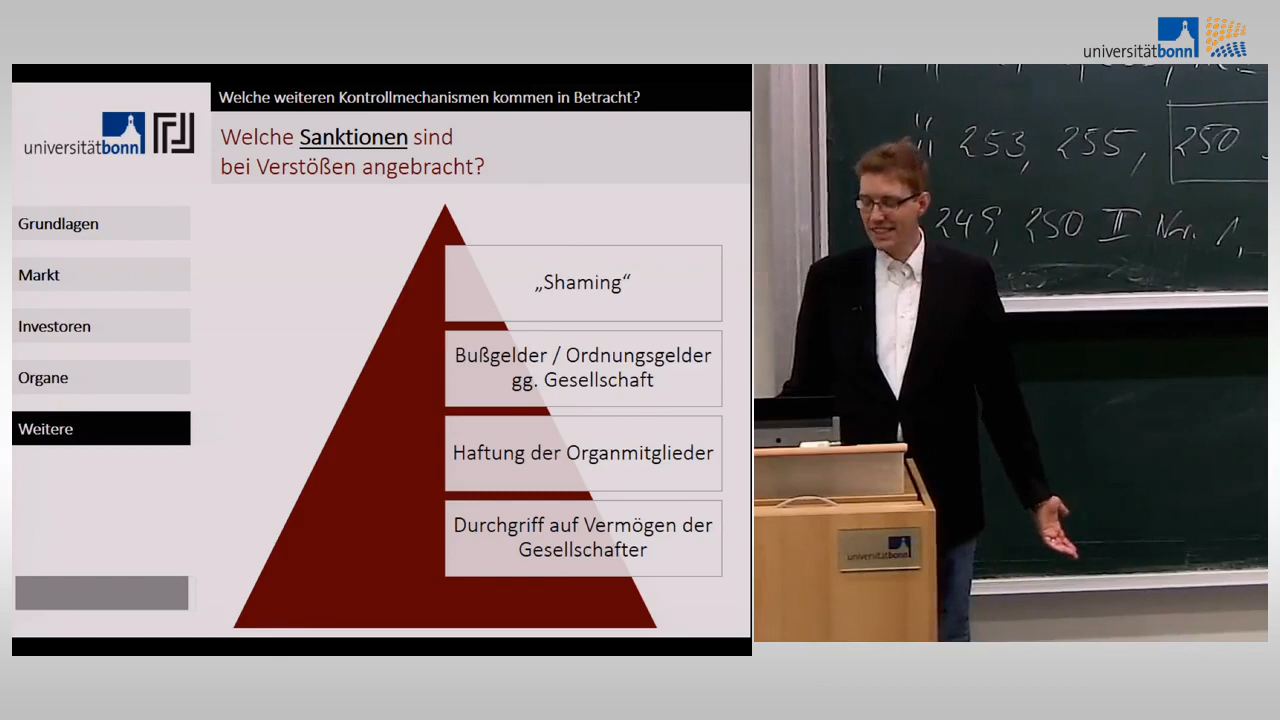 universitätbonn
Welche weiteren Kontrollmechanismen kommen in Betracht?
universitätbonn
Welche Sanktionen sind
bei Verstößen angebracht?
Grundlagen
Markt
Investoren
Organe
Weitere
„Shaming“
Bußgelder / Ordnungsgelder
gg. Gesellschaft
Haftung der Organmitglieder
Durchgriff auf Vermögen der
Gesellschafter
253, 255, 250
249, 250 II Nr. 1,
universitätbonn